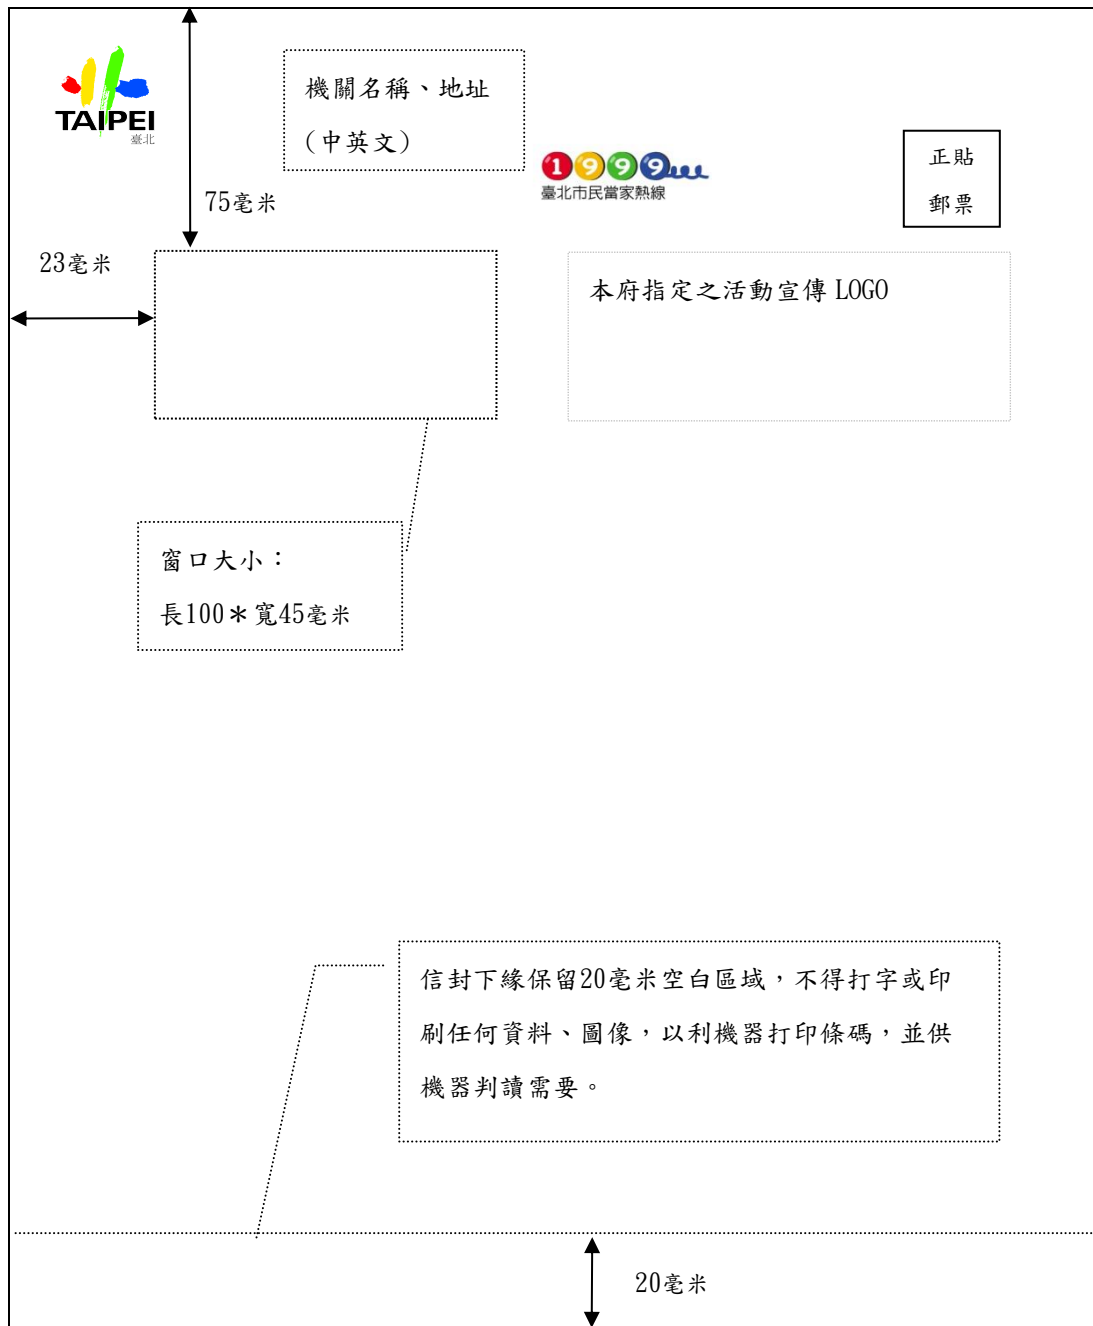 TAIPEI
臺北
機關名稱、地址
(中英文)
1999
臺北市民當家熱線
正貼
郵票
75毫米
23毫米
本府指定之活動宣傳 LOGO
窗口大小：
長100＊寬45毫米
信封下緣保留20毫米空白區域，不得打字或印
刷任何資料、圖像，以利機器打印條碼，並供
機器判讀需要。
20毫米